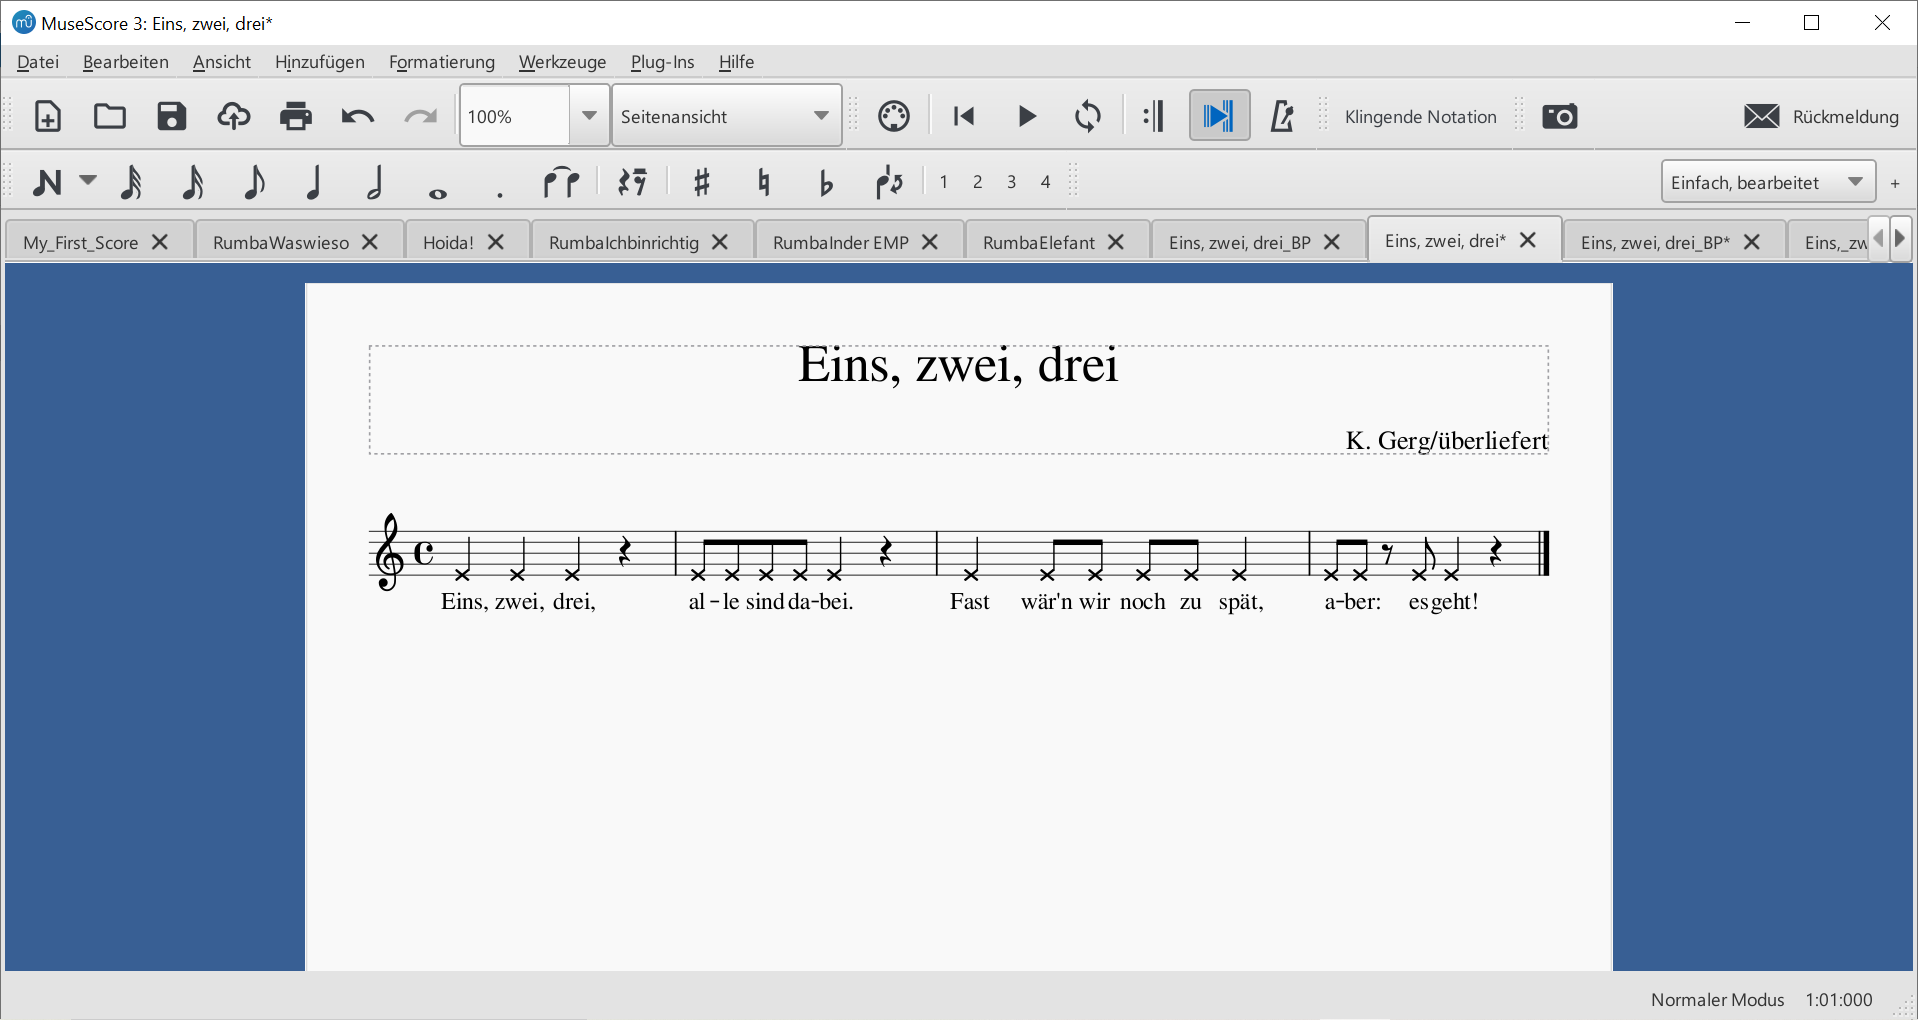 MuseScore 3: Eins, zwei, drei*
Datei Bearbeiten Ansicht Hinzufügen Formatierung Werkzeuge Plug-Ins Hilfe
100% Seitenansicht Klingende Notation Rückmeldung
1 2 3 4 Einfach, bearbeitet +
My_First_Score RumbaWaswieso Hoida! RumbaIchbinrichtig RumbaInder EMP RumbaElefant Eins, zwei, drei_BP Eins, zwei, drei* Eins, zwei, drei_BP* Eins,_zw
Eins, zwei, drei
K. Gerg/überliefert
Eins, zwei, drei, al-le sind da-bei. Fast wär'n wir noch zu spät, a-ber: es geht!
Normaler Modus 1:01:000